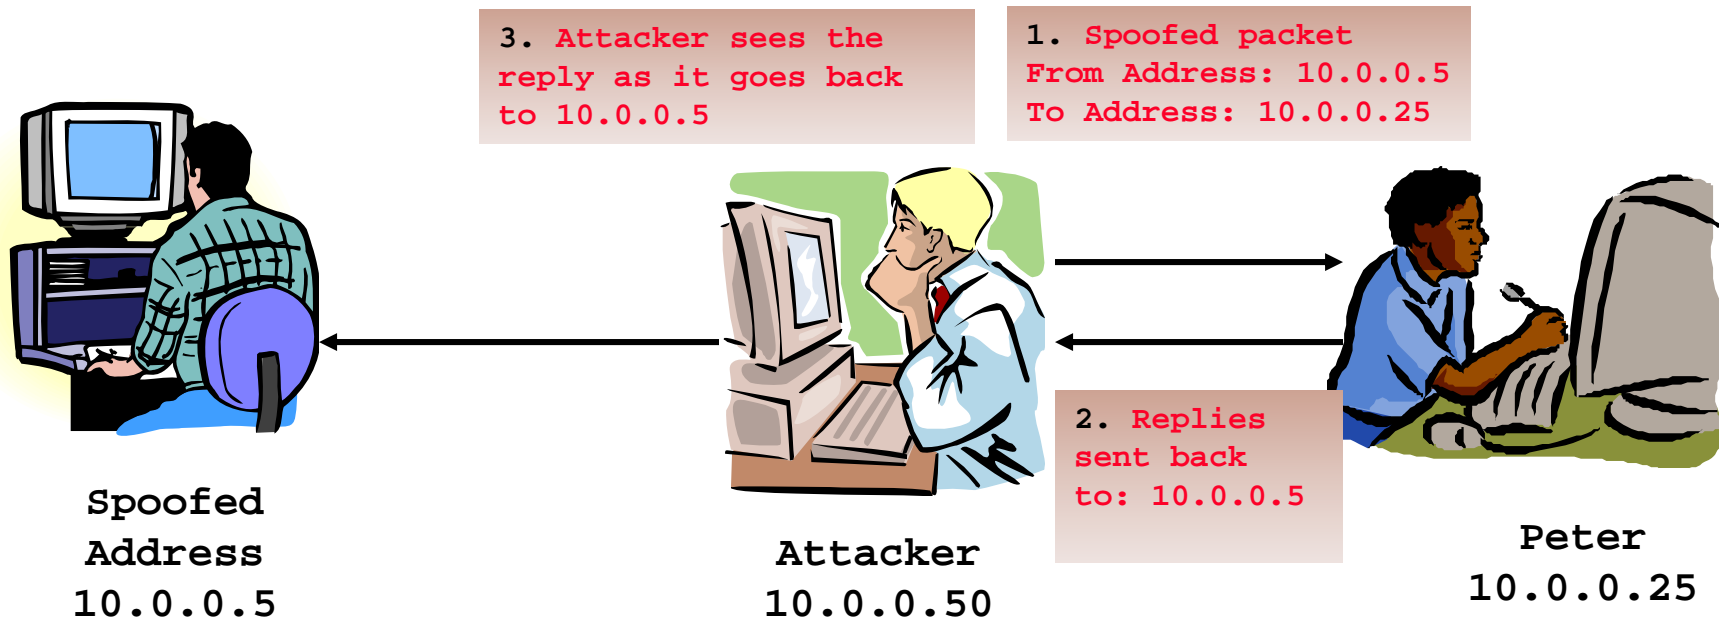 3. Attacker sees the
reply as it goes back
to 10.0.0.5
1. Spoofed packet
From Address: 10.0.0.5
To Address: 10.0.0.25
2. Replies
sent back
to: 10.0.0.5
Spoofed
Address
10.0.0.5
Attacker
10.0.0.50
Peter
10.0.0.25